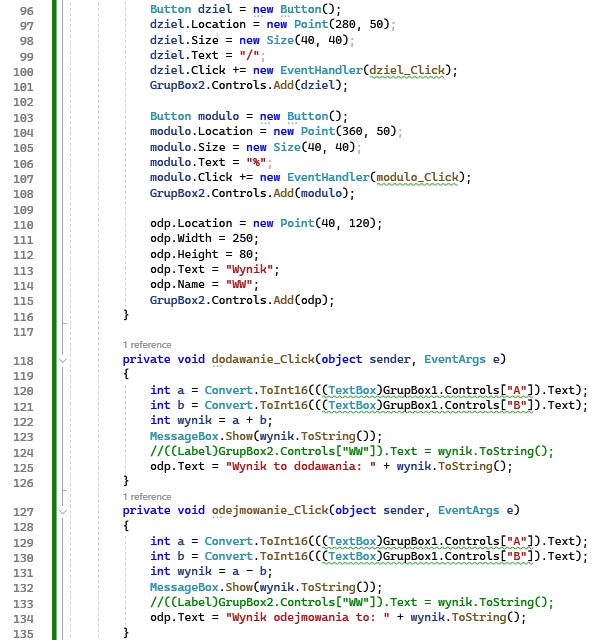 96 Button dziel = new Button();
97 dziel.Location = new Point(280, 50);
98 dziel.Size = new Size(40, 40);
99 dziel.Text = "/";
100 dziel.Click += new EventHandler(dziel_Click);
101 GrupBox2.Controls.Add(dziel);
102
103 Button modulo = new Button();
104 modulo.Location = new Point(360, 50);
105 modulo.Size = new Size(40, 40);
106 modulo.Text = "%";
107 modulo.Click += new EventHandler(modulo_Click);
108 GrupBox2.Controls.Add(modulo);
109
110 odp.Location = new Point(40, 120);
111 odp.Width = 250;
112 odp.Height = 80;
113 odp.Text = "Wynik";
114 odp.Name = "WW";
115 GrupBox2.Controls.Add(odp);
116 }
117
1 reference
118 private void dodawanie_Click(object sender, EventArgs e)
119 {
120 int a = Convert.ToInt16(((TextBox)GrupBox1.Controls["A"]).Text);
121 int b = Convert.ToInt16(((TextBox)GrupBox1.Controls["B"]).Text);
122 int wynik = a + b;
123 MessageBox.Show(wynik.ToString());
124 //((Label)GrupBox2.Controls["WW"]).Text = wynik.ToString();
125 odp.Text = "Wynik to dodawania: " + wynik.ToString();
126 }
1 reference
127 private void odejmowanie_Click(object sender, EventArgs e)
128 {
129 int a = Convert.ToInt16(((TextBox)GrupBox1.Controls["A"]).Text);
130 int b = Convert.ToInt16(((TextBox)GrupBox1.Controls["B"]).Text);
131 int wynik = a - b;
132 MessageBox.Show(wynik.ToString());
133 //((Label)GrupBox2.Controls["WW"]).Text = wynik.ToString();
134 odp.Text = "Wynik odejmowania to: " + wynik.ToString();
135 }